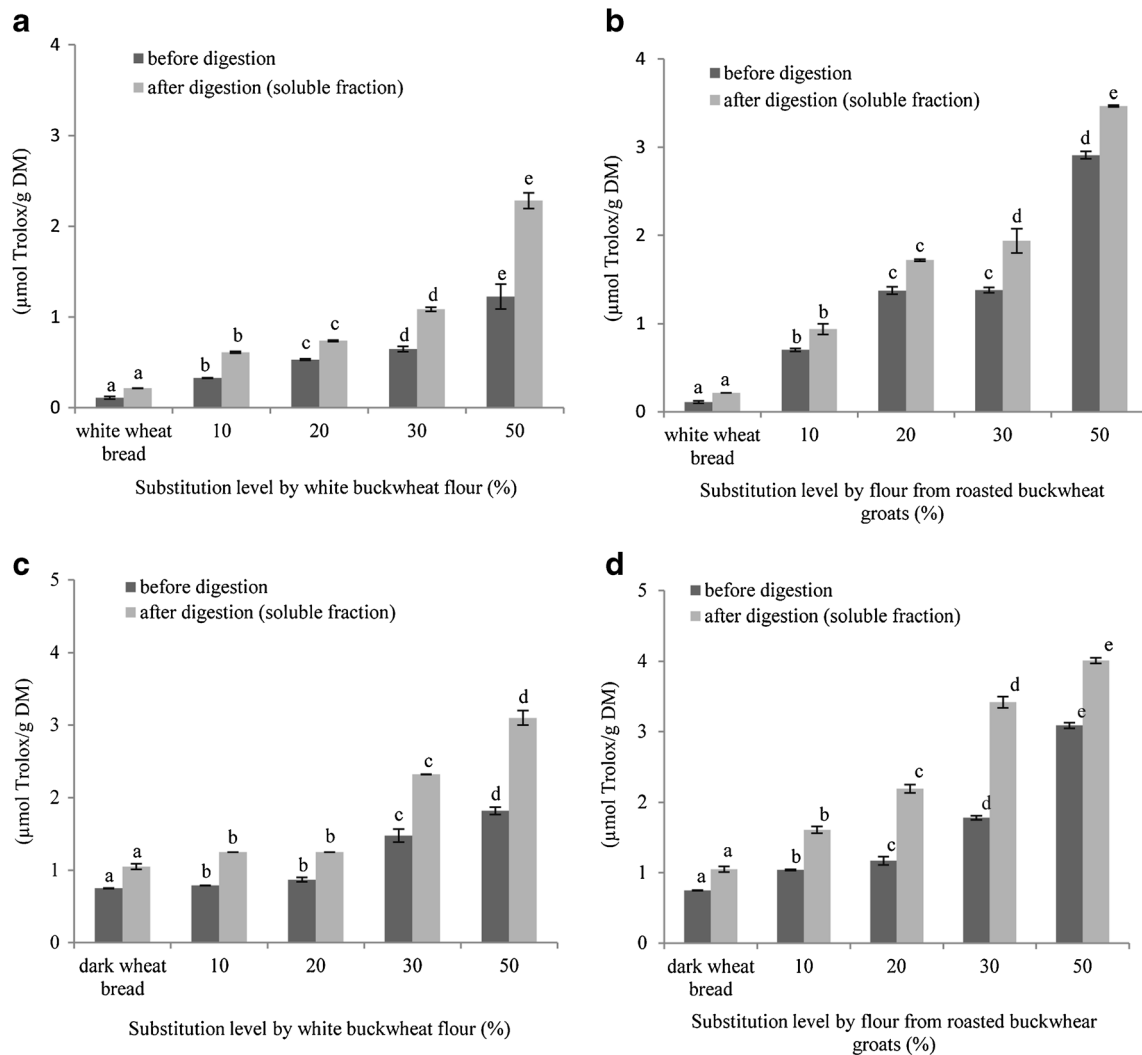 a
before digestion
after digestion (soluble fraction)
(µmol Trolox/g DM)
4
3
2
1
0
a a
b b
c c
d d
e e
white wheat bread
10 20 30 50
Substitution level by white buckwheat flour (%)
b
before digestion
after digestion (soluble fraction)
(µmol Trolox/g DM)
4
3
2
1
0
a a
b b
c c
c d
d e
white wheat bread
10 20 30 50
Substitution level by flour from roasted buckwheat
groats (%)
c
before digestion
after digestion (soluble fraction)
(µmol Trolox/g DM)
5
4
3
2
1
0
a a
b b
b b
c c
d d
dark wheat
bread
10 20 30 50
Substitution level by white buckwheat flour (%)
d
before digestion
after digestion (soluble fraction)
(µmol Trolox/g DM)
5
4
3
2
1
0
a a
b b
c c
d d
e e
dark wheat
bread
10 20 30 50
Substitution level by flour from roasted buckwhear
groats (%)